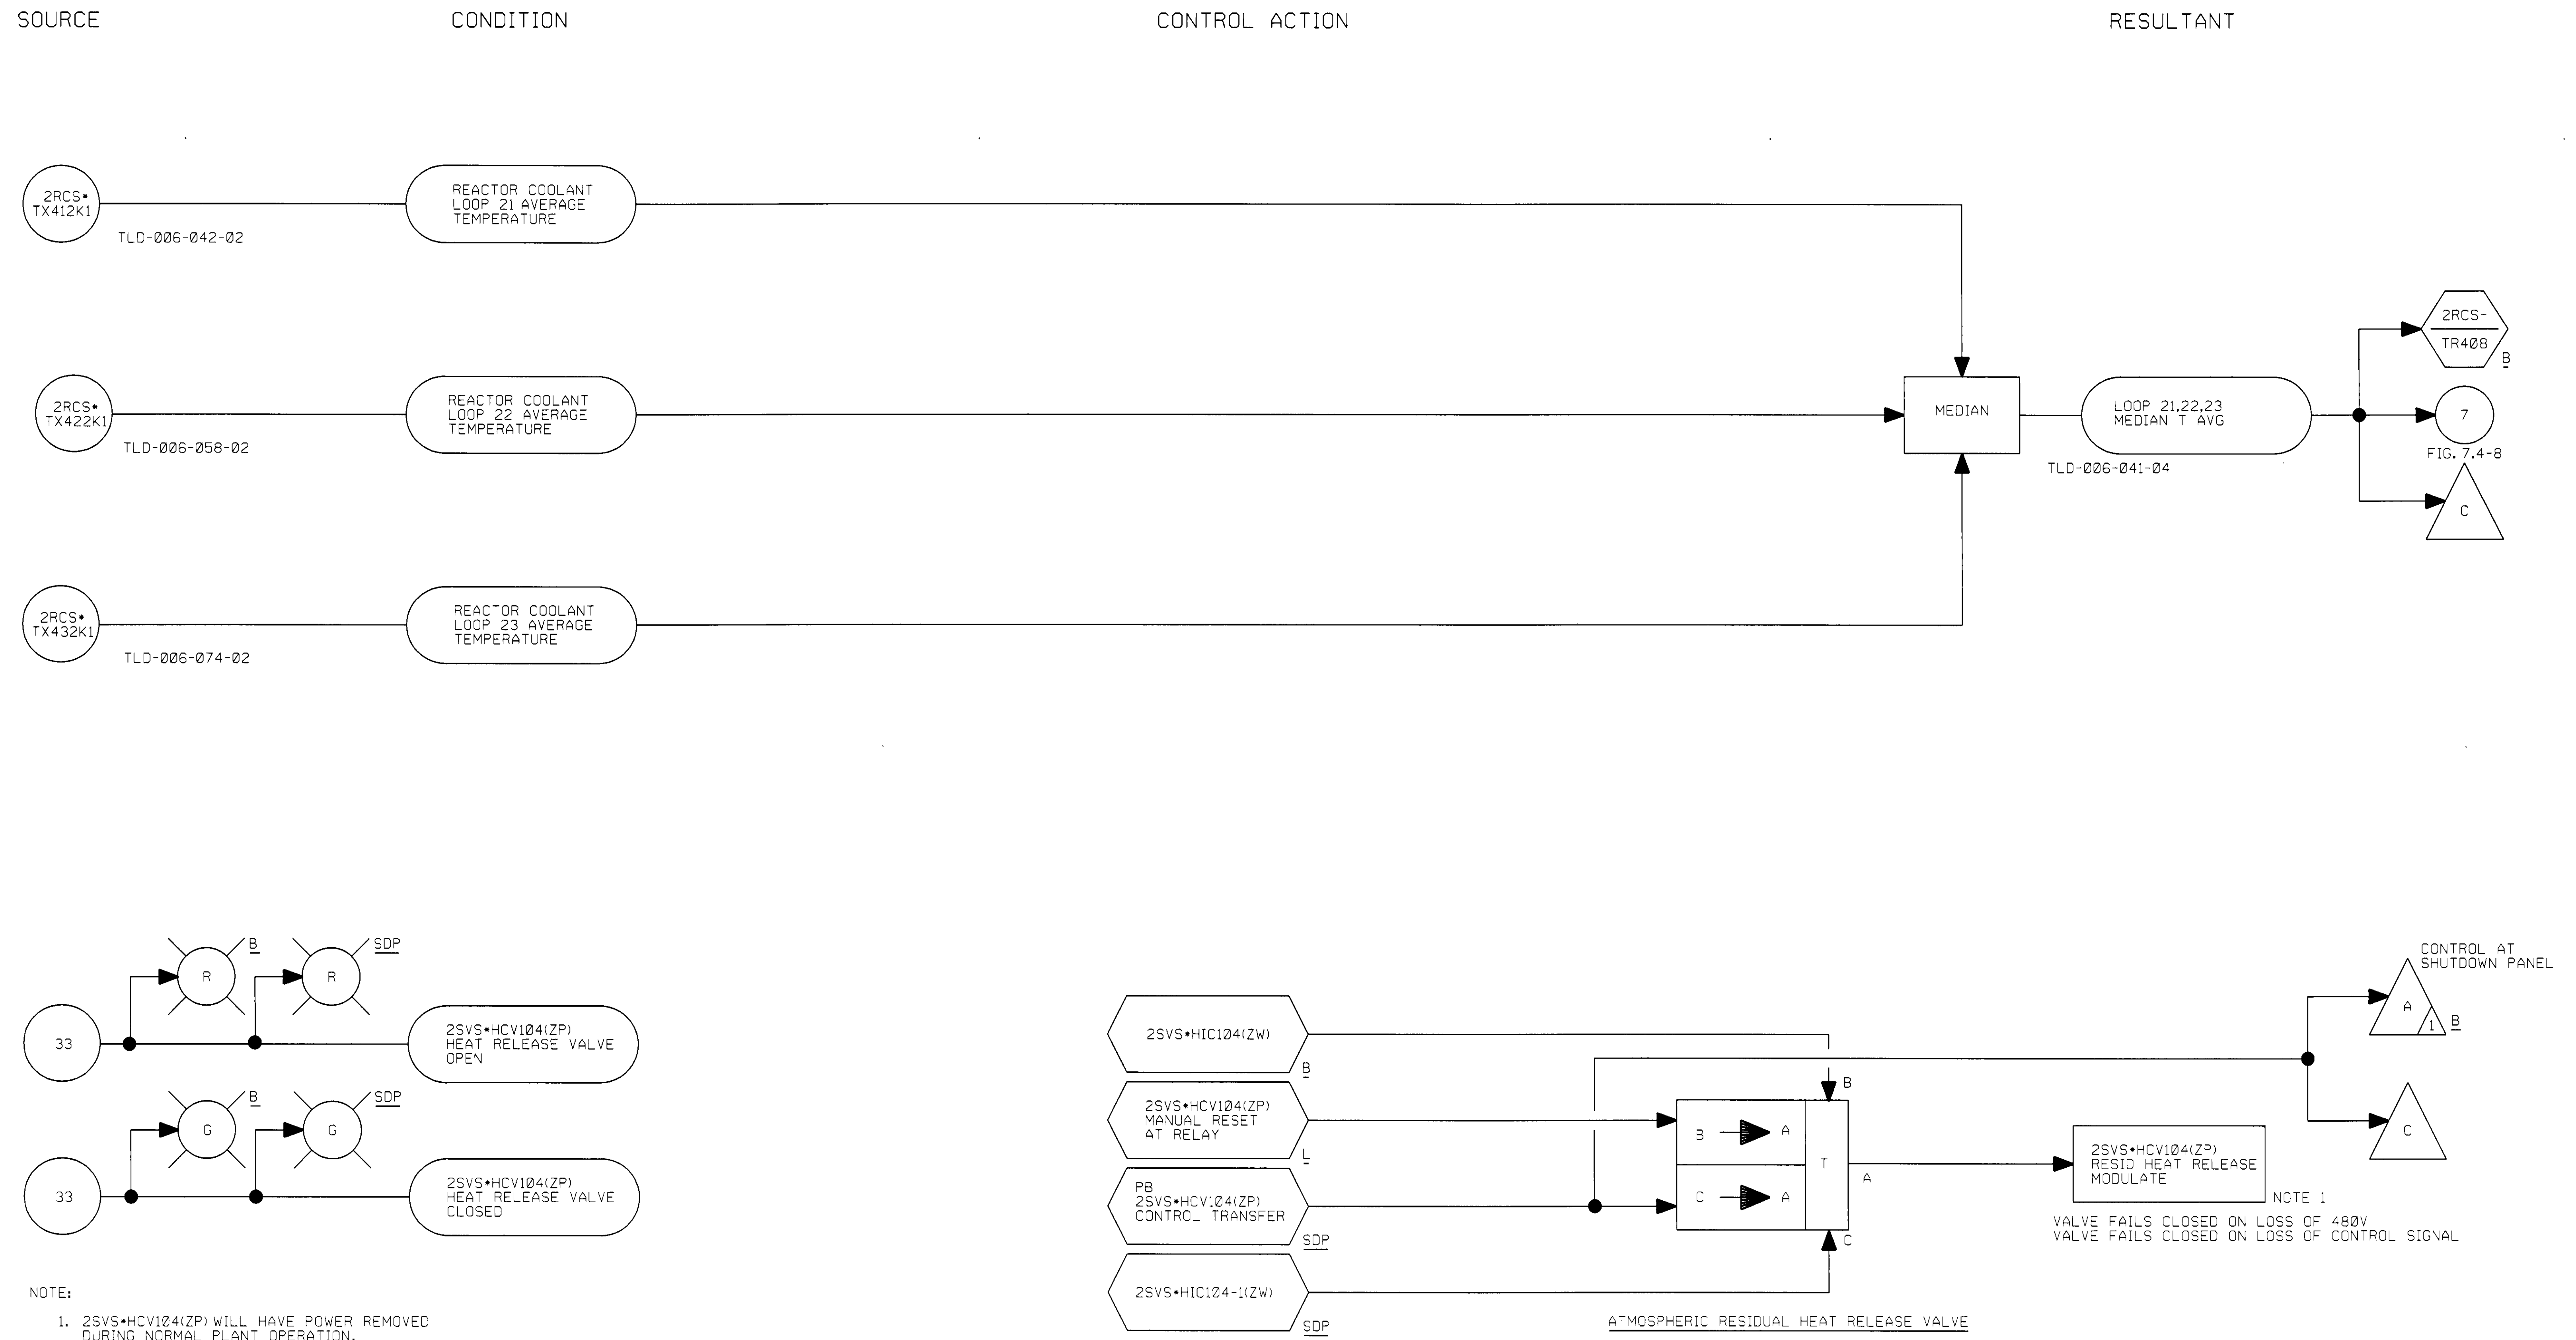 SOURCE
CONDITION
CONTROL ACTION
RESULTANT
2RCS*
TX412K1
TLD-006-042-02
REACTOR COOLANT
LOOP 21 AVERAGE
TEMPERATURE
2RCS*
TX422K1
TLD-006-058-02
REACTOR COOLANT
LOOP 22 AVERAGE
TEMPERATURE
2RCS*
TX432K1
TLD-006-074-02
REACTOR COOLANT
LOOP 23 AVERAGE
TEMPERATURE
MEDIAN
TLD-006-041-04
LOOP 21,22,23
MEDIAN T AVG
2RCS-
TR408
B
7
FIG. 7.4-8
C
R
B
R
SDP
33
2SVS*HCV104(ZP)
HEAT RELEASE VALVE
OPEN
G
B
G
SDP
33
2SVS*HCV104(ZP)
HEAT RELEASE VALVE
CLOSED
2SVS*HIC104(ZW)
B
2SVS*HCV104(ZP)
MANUAL RESET
AT RELAY
L
PB
2SVS*HCV104(ZP)
CONTROL TRANSFER
SDP
2SVS*HIC104-1(ZW)
SDP
B
B A
C A
T
C
A
2SVS*HCV104(ZP)
RESID HEAT RELEASE
MODULATE
NOTE 1
VALVE FAILS CLOSED ON LOSS OF 480V
VALVE FAILS CLOSED ON LOSS OF CONTROL SIGNAL
CONTROL AT
SHUTDOWN PANEL
A
1
B
C
ATMOSPHERIC RESIDUAL HEAT RELEASE VALVE
NOTE:
1. 2SVS*HCV104(ZP) WILL HAVE POWER REMOVED
DURING NORMAL PLANT OPERATION.